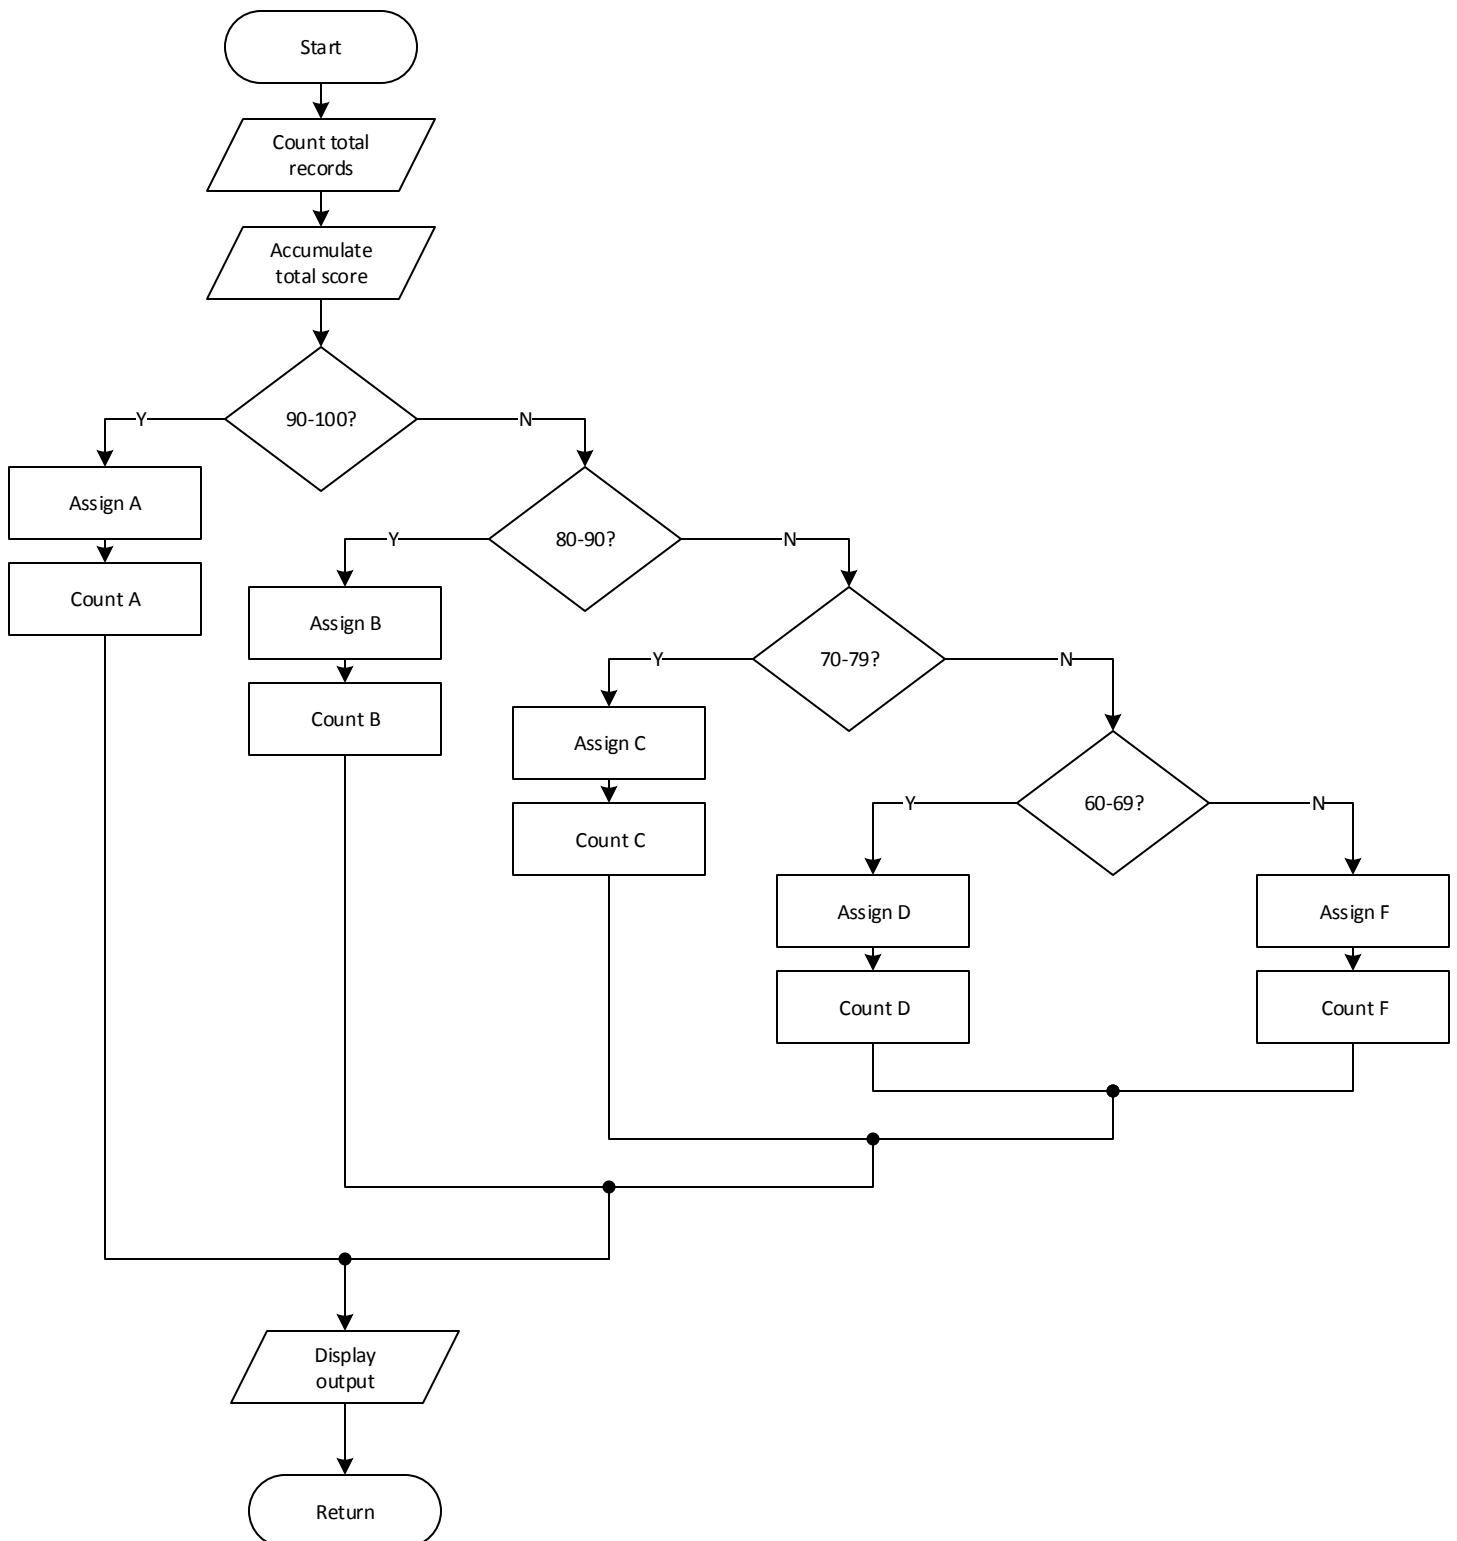 Start
Count total
records
Accumulate
total score
90-100?
Y
N
Assign A
Count A
80-90?
Y
N
Assign B
Count B
70-79?
Y
N
Assign C
Count C
60-69?
Y
N
Assign D
Count D
Assign F
Count F
Display
output
Return